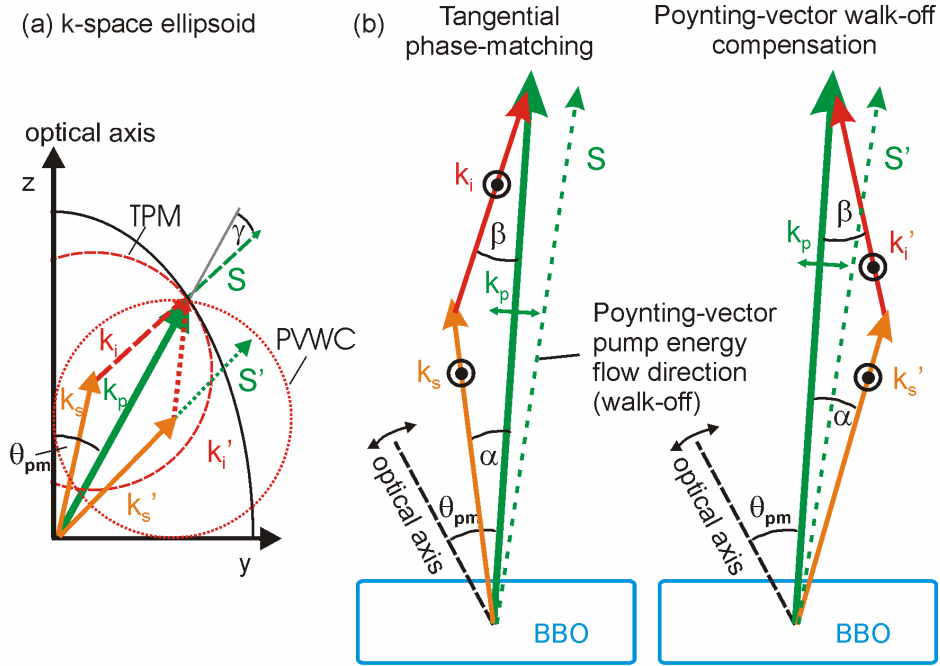 (a) k-space ellipsoid
optical axis
z
TPM
γ
S
k_i
PVWC
k_p
k_s
S'
θ_pm
k_i'
k_s'
y
(b)
Tangential
phase-matching
S
k_i
β
k_p
Poynting-vector
pump energy
flow direction
(walk-off)
k_s
α
θ_pm
optical axis
BBO
Poynting-vector walk-off
compensation
S'
β
k_p
k_i'
k_s'
α
θ_pm
optical axis
BBO